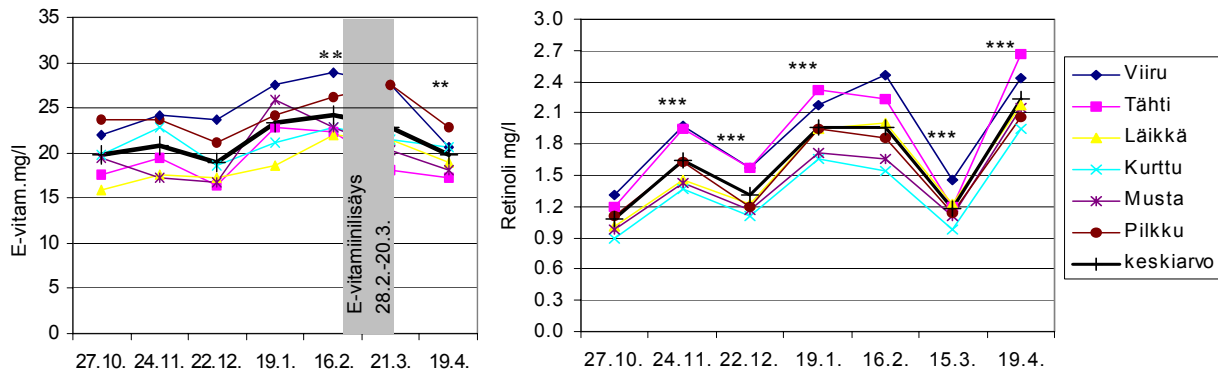 E-vitam.mg/l
35
30
25
20
15
10
5
0
**
**
E-vitamiinilisäys
28.2.-20.3.
27.10. 24.11. 22.12. 19.1. 16.2. 21.3. 19.4.
Retinoli mg/l
3.0
2.7
2.4
2.1
1.8
1.5
1.2
0.9
0.6
0.3
0.0
***
***
***
***
***
27.10. 24.11. 22.12. 19.1. 16.2. 15.3. 19.4.
Viiru
Tähti
Läikkä
Kurttu
Musta
Pilkku
keskiarvo